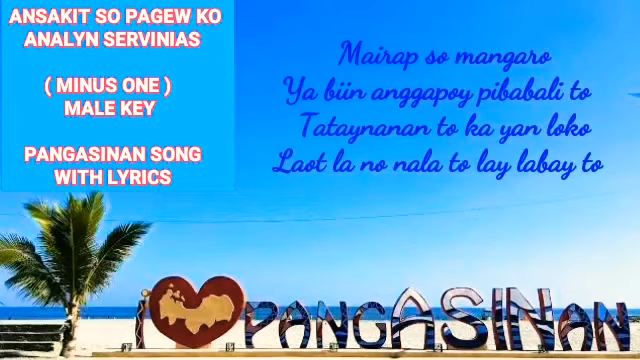 ANSAKIT SO PAGEW KO
ANALYN SERVINIAS
( MINUS ONE )
MALE KEY
PANGASINAN SONG
WITH LYRICS
Mairap so mangaro
Ya biin anggapoy pibabali to
Tataynanan to ka yan loko
Laot la no nala to lay labay to
I PANGASINAN